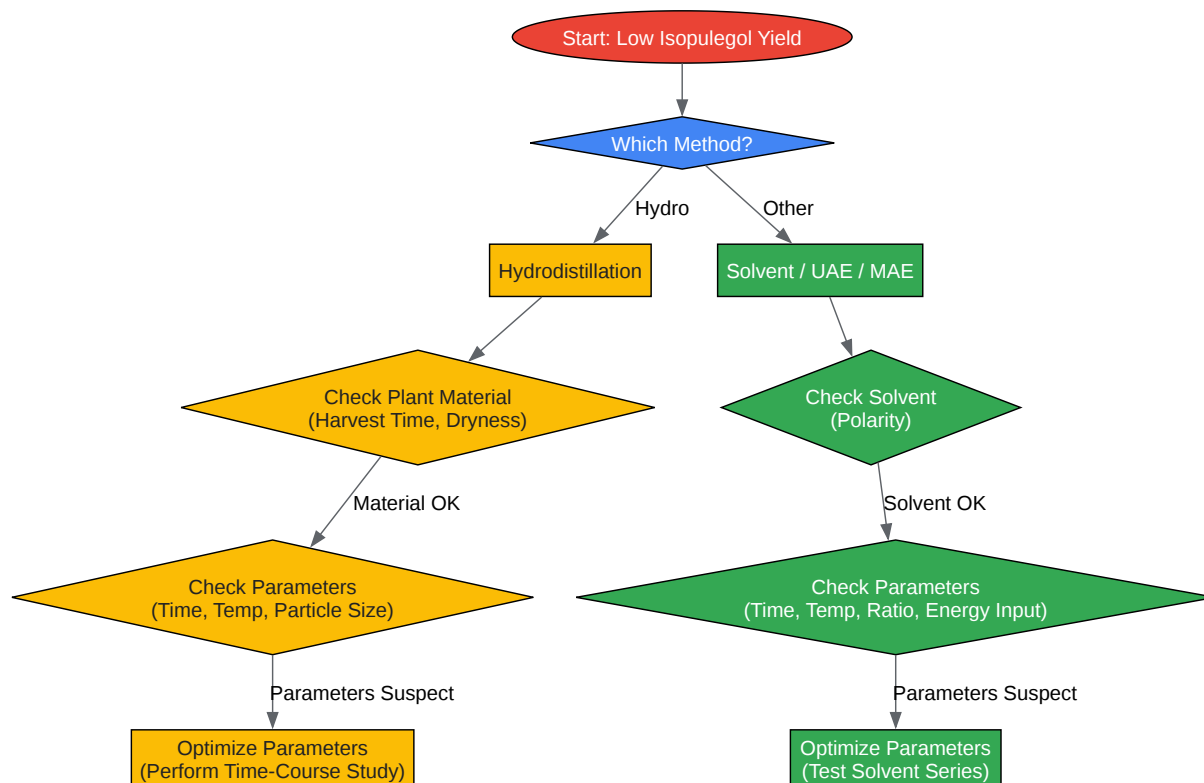 Start: Low Isopulegol Yield
Which Method?
Hydro
Other
Hydrodistillation
Solvent / UAE / MAE
Check Plant Material
(Harvest Time, Dryness)
Check Solvent
(Polarity)
Material OK
Solvent OK
Check Parameters
(Time, Temp, Particle Size)
Check Parameters
(Time, Temp, Ratio, Energy Input)
Parameters Suspect
Parameters Suspect
Optimize Parameters
(Perform Time-Course Study)
Optimize Parameters
(Test Solvent Series)